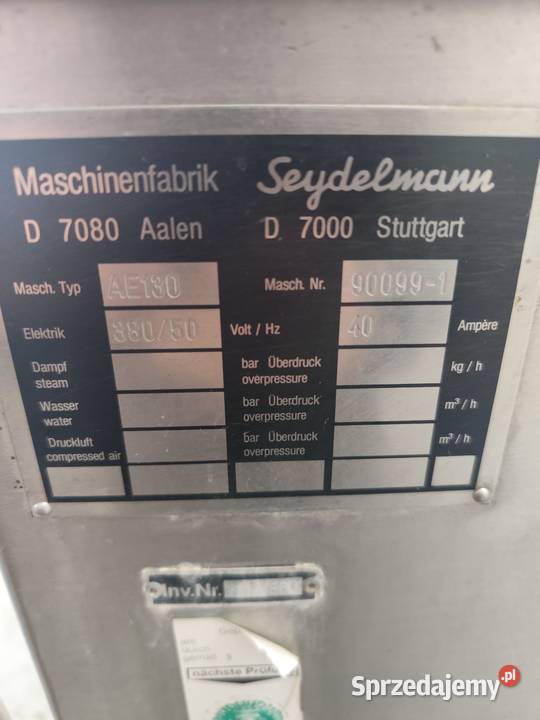 Maschinenfabrik Seydelmann
D 7080 Aalen D 7000 Stuttgart
Masch. Typ AE130 Masch. Nr. 90099-1
Elektrik 380/50 Volt / Hz 40 Ampère
Dampf bar Überdruck kg / h
steam overpressure
Wasser bar Überdruck m³ / h
water overpressure
Druckluft bar Überdruck m³ / h
compressed air overpressure
Inv.Nr.
nächste Prüfung
Sprzedajemy.pl